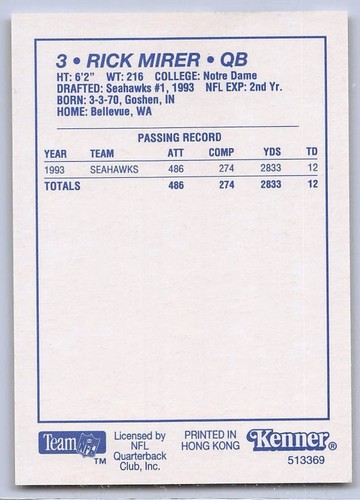 3 • RICK MIRER • QB
HT: 6'2" WT: 216 COLLEGE: Notre Dame
DRAFTED: Seahawks #1, 1993 NFL EXP: 2nd Yr.
BORN: 3-3-70, Goshen, IN
HOME: Bellevue, WA
PASSING RECORD
YEAR TEAM ATT COMP YDS TD
1993 SEAHAWKS 486 274 2833 12
TOTALS 486 274 2833 12
Team NFL TM
Licensed by
NFL
Quarterback
Club, Inc.
PRINTED IN
HONG KONG
Kenner®
513369